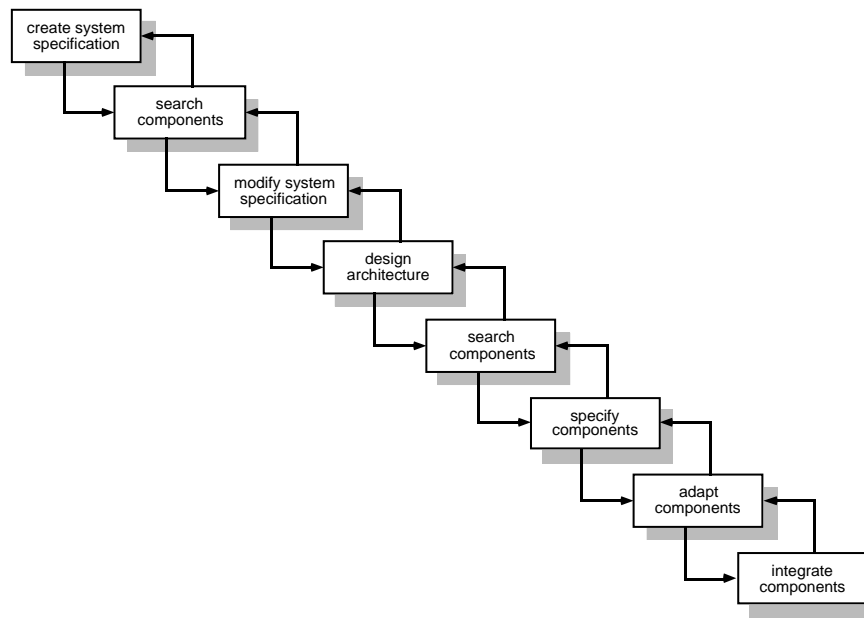 create system
specification
search
components
modify system
specification
design
architecture
search
components
specify
components
adapt
components
integrate
components